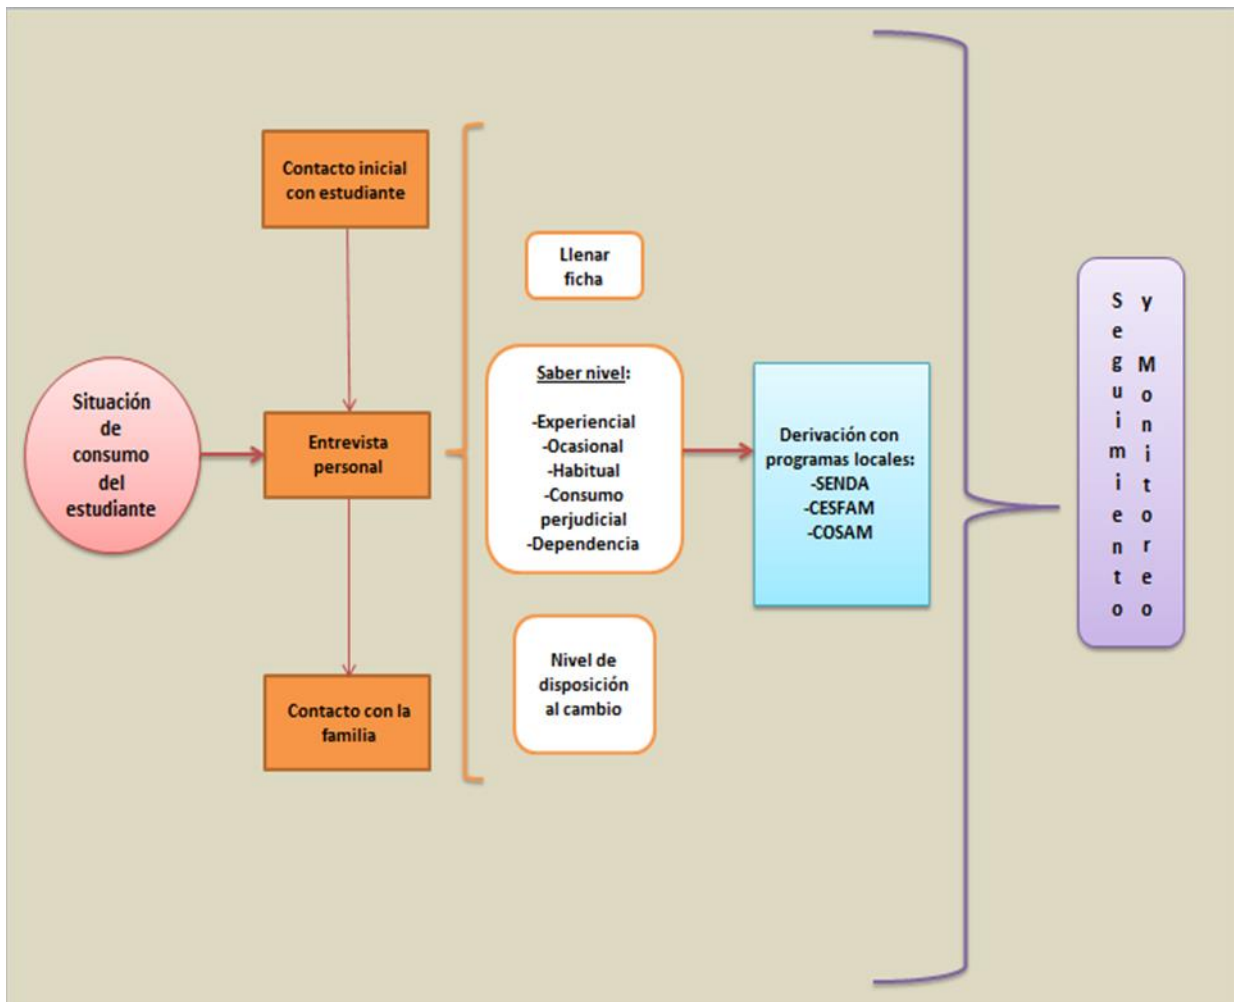 Contacto inicial
con estudiante
Situación
de
consumo
del
estudiante
Entrevista
personal
Contacto con la
familia
Llenar
ficha
Saber nivel:
-Experiencial
-Ocasional
-Habitual
-Consumo
perjudicial
-Dependencia
Nivel de
disposición
al cambio
Derivación con
programas locales:
-SENDA
-CESFAM
-COSAM
Seguimiento
y Monitoreo